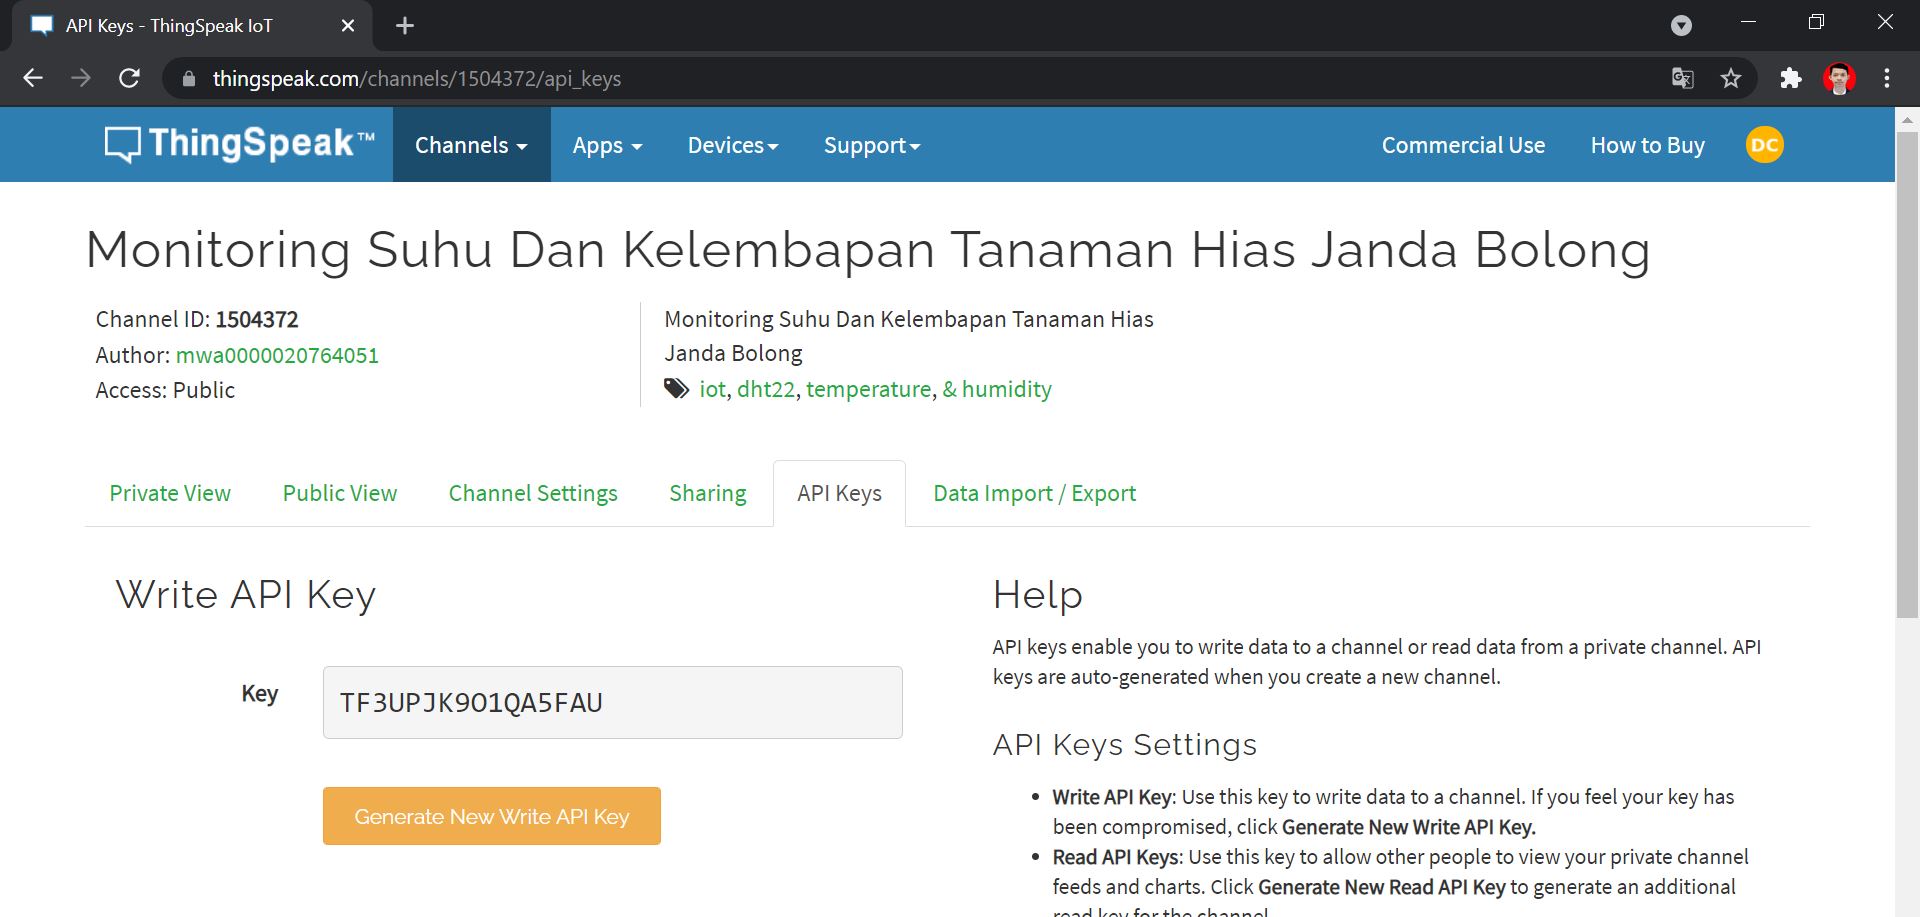 API Keys - ThingSpeak IoT
thingspeak.com/channels/1504372/api_keys
ThingSpeak™ Channels Apps Devices Support Commercial Use How to Buy DC
Monitoring Suhu Dan Kelembapan Tanaman Hias Janda Bolong
Channel ID: 1504372
Author: mwa0000020764051
Access: Public
Monitoring Suhu Dan Kelembapan Tanaman Hias
Janda Bolong
iot, dht22, temperature, & humidity
Private View Public View Channel Settings Sharing API Keys Data Import / Export
Write API Key
Key TF3UPJK9O1QA5FAU
Generate New Write API Key
Help
API keys enable you to write data to a channel or read data from a private channel. API
keys are auto-generated when you create a new channel.
API Keys Settings
• Write API Key: Use this key to write data to a channel. If you feel your key has
been compromised, click Generate New Write API Key.
• Read API Keys: Use this key to allow other people to view your private channel
feeds and charts. Click Generate New Read API Key to generate an additional
read key for the channel.